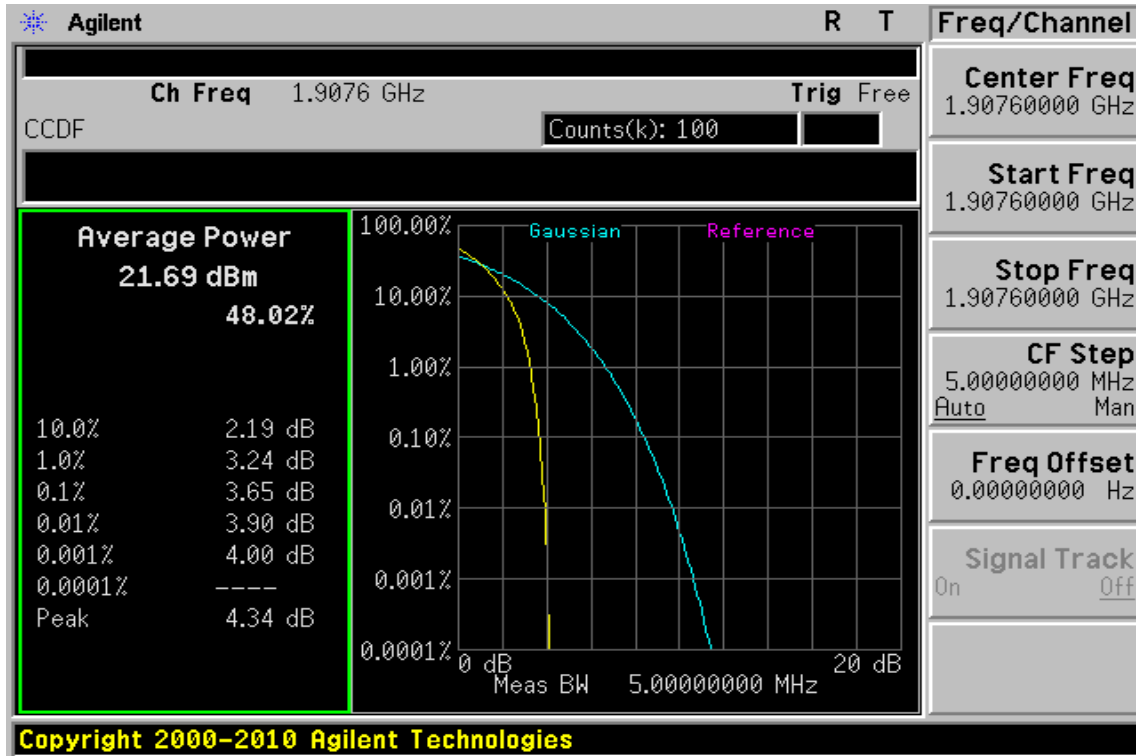 Agilent R T Freq/Channel
Ch Freq 1.9076 GHz Trig Free
CCDF Counts(k): 100
Center Freq
1.90760000 GHz
Start Freq
1.90760000 GHz
Stop Freq
1.90760000 GHz
CF Step
5.00000000 MHz
Auto Man
Freq Offset
0.00000000 Hz
Signal Track
On Off
Average Power
21.69 dBm
48.02%
10.0% 2.19 dB
1.0% 3.24 dB
0.1% 3.65 dB
0.01% 3.90 dB
0.001% 4.00 dB
0.0001% ----
Peak 4.34 dB
Gaussian Reference
100.00%
10.00%
1.00%
0.10%
0.01%
0.001%
0.0001%
0 dB 20 dB
Meas BW 5.00000000 MHz
Copyright 2000-2010 Agilent Technologies